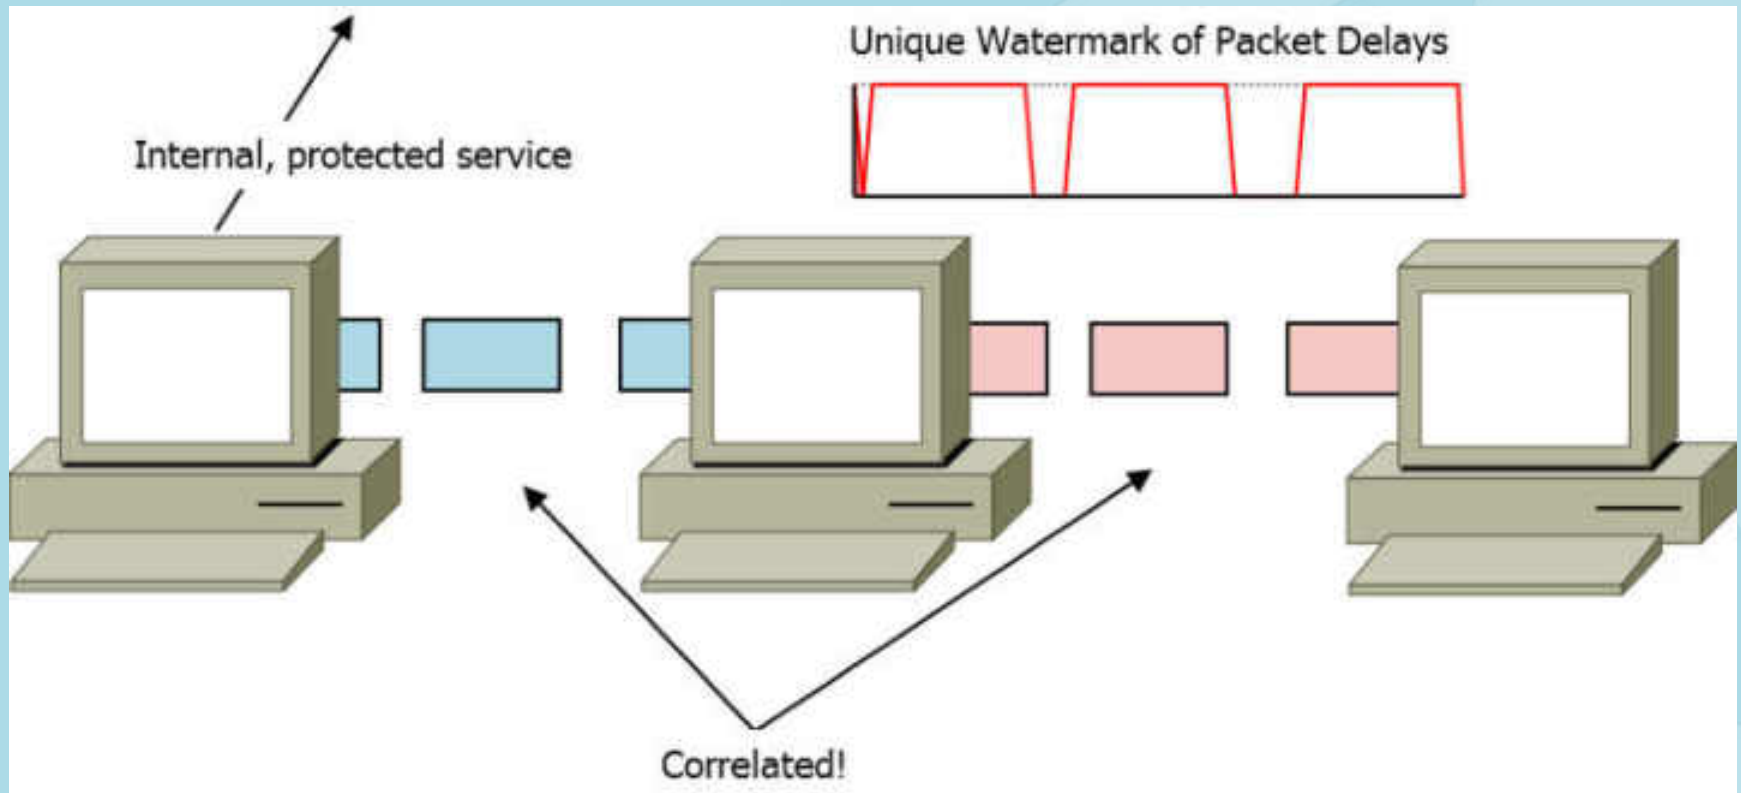 Unique Watermark of Packet Delays
Internal, protected service
Correlated!